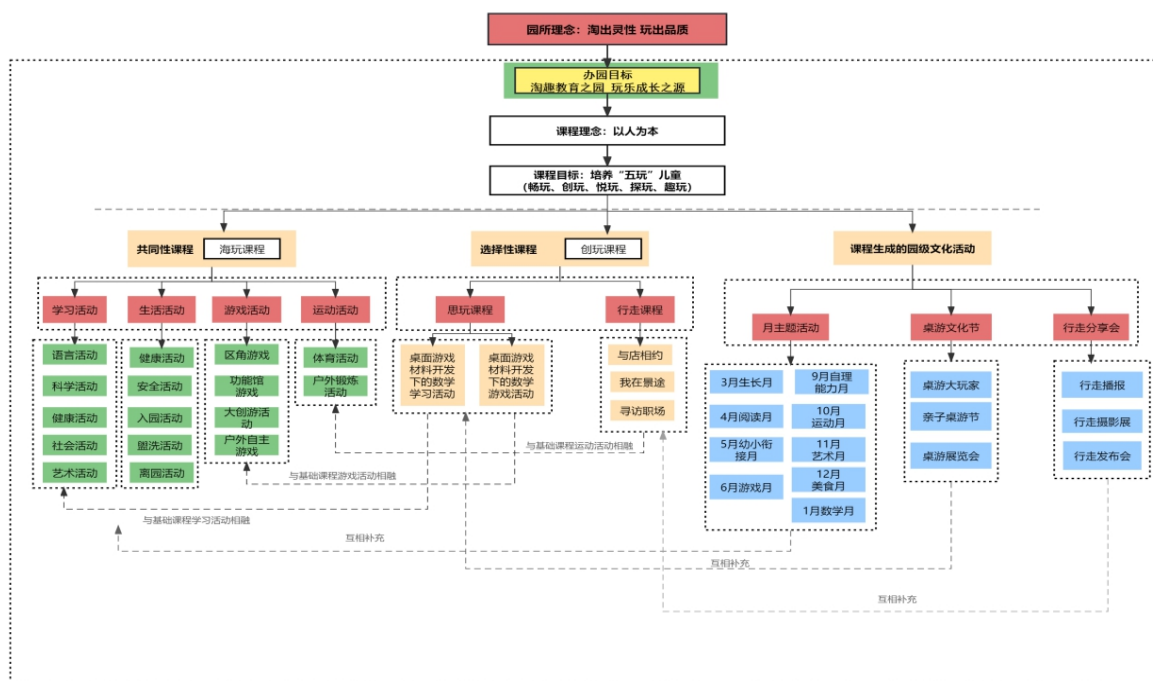 园所理念：淘出灵性 玩出品质
办园目标
淘趣教育之园 玩乐成长之源
课程理念：以人为本
课程目标：培养“五玩”儿童
(畅玩、创玩、悦玩、探玩、趣玩)
共同性课程
海玩课程
选择性课程
创玩课程
课程生成的园级文化活动
学习活动
生活活动
游戏活动
运动活动
思玩课程
行走课程
月主题活动
桌游文化节
行走分享会
语言活动
科学活动
健康活动
社会活动
艺术活动
健康活动
安全活动
入园活动
盥洗活动
离园活动
区角游戏
功能馆
游戏
大创游活
动
户外自主
游戏
体育活动
户外锻炼
活动
桌面游戏
材料开发
下的数学
学习活动
桌面游戏
材料开发
下的数学
游戏活动
与店相约
我在景途
寻访职场
3月生长月
4月阅读月
5月幼小衔
接月
6月游戏月
9月自理
能力月
10月
运动月
11月
艺术月
12月
美食月
1月数学月
桌游大玩家
亲子桌游节
桌游展览会
行走播报
行走摄影展
行走发布会
与基础课程运动活动相融
与基础课程游戏活动相融
与基础课程学习活动相融
互相补充
互相补充
互相补充